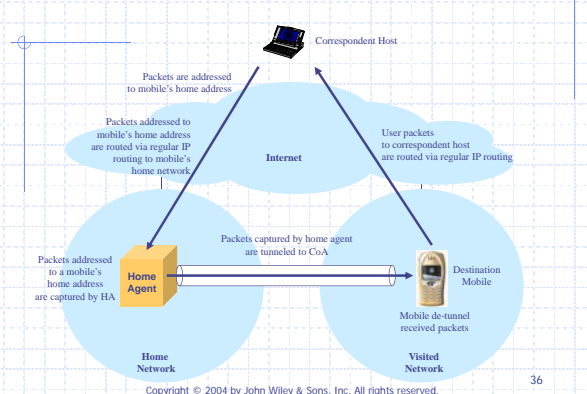 Correspondent Host
Packets are addressed
to mobile's home address
Packets addressed to
mobile's home address
are routed via regular IP
routing to mobile's
home network
Internet
User packets
to correspondent host
are routed via regular IP routing
Packets captured by home agent
are tunneled to CoA
Packets addressed
to a mobile's
home address
are captured by HA
Home
Agent
Destination
Mobile
Mobile de-tunnel
received packets
Home
Network
Visited
Network
36
Copyright © 2004 by John Wiley & Sons, Inc. All rights reserved.